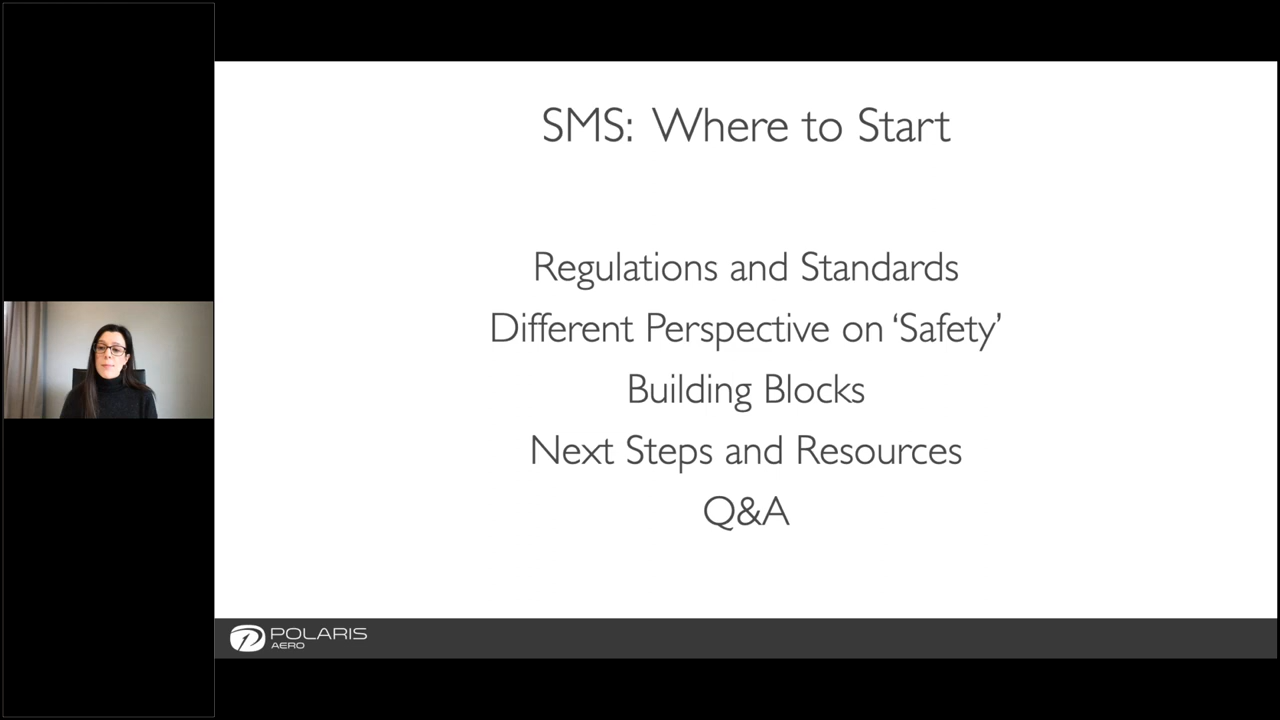 SMS: Where to Start
Regulations and Standards
Different Perspective on ‘Safety’
Building Blocks
Next Steps and Resources
Q&A
POLARIS
AERO